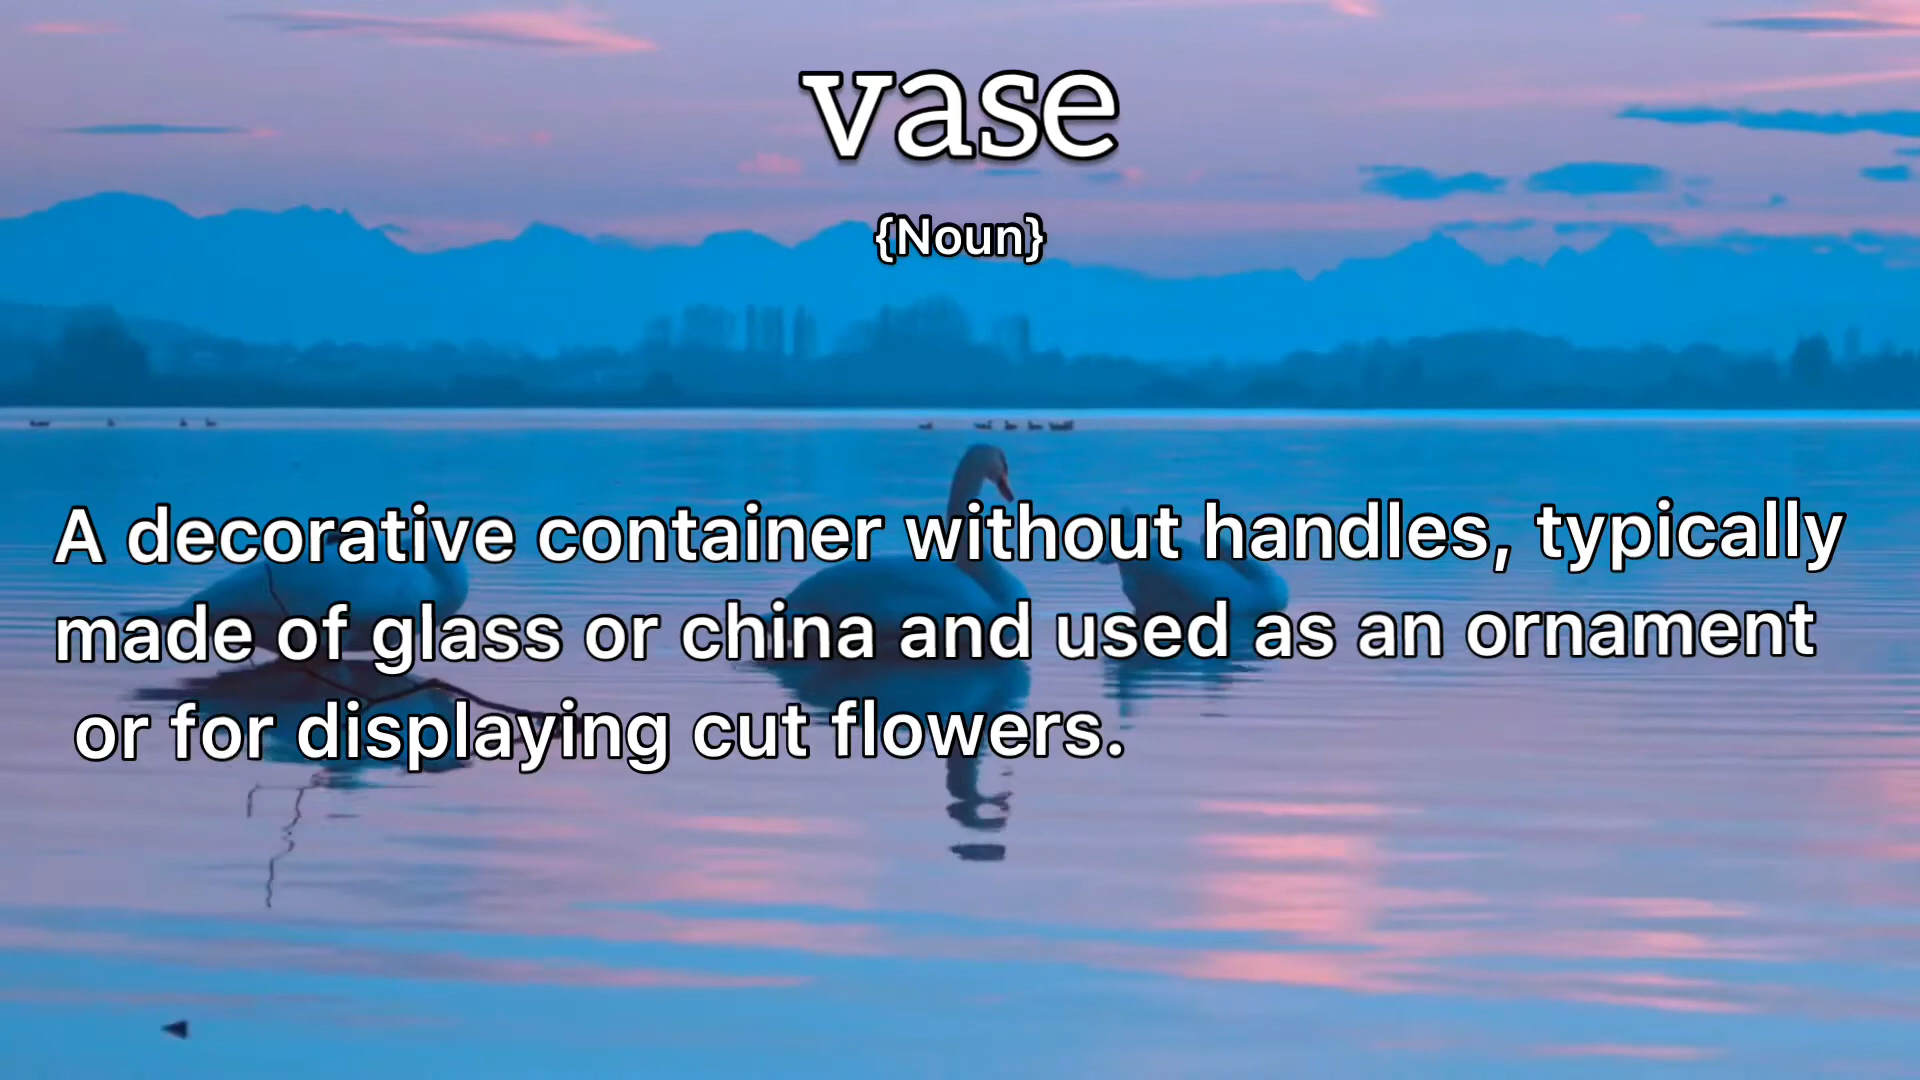 vase
{Noun}
A decorative container without handles, typically
made of glass or china and used as an ornament
or for displaying cut flowers.